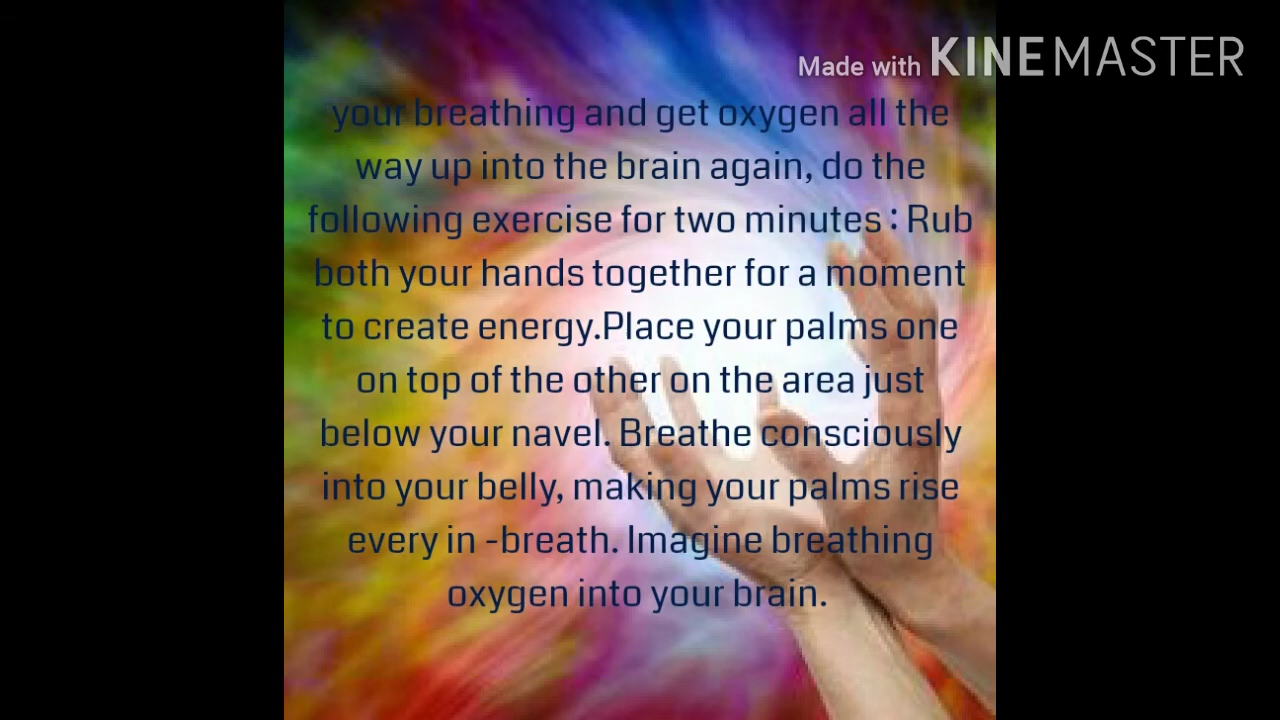 Made with KINEMASTER
your breathing and get oxygen all the
way up into the brain again, do the
following exercise for two minutes : Rub
both your hands together for a moment
to create energy.Place your palms one
on top of the other on the area just
below your navel. Breathe consciously
into your belly, making your palms rise
every in -breath. Imagine breathing
oxygen into your brain.